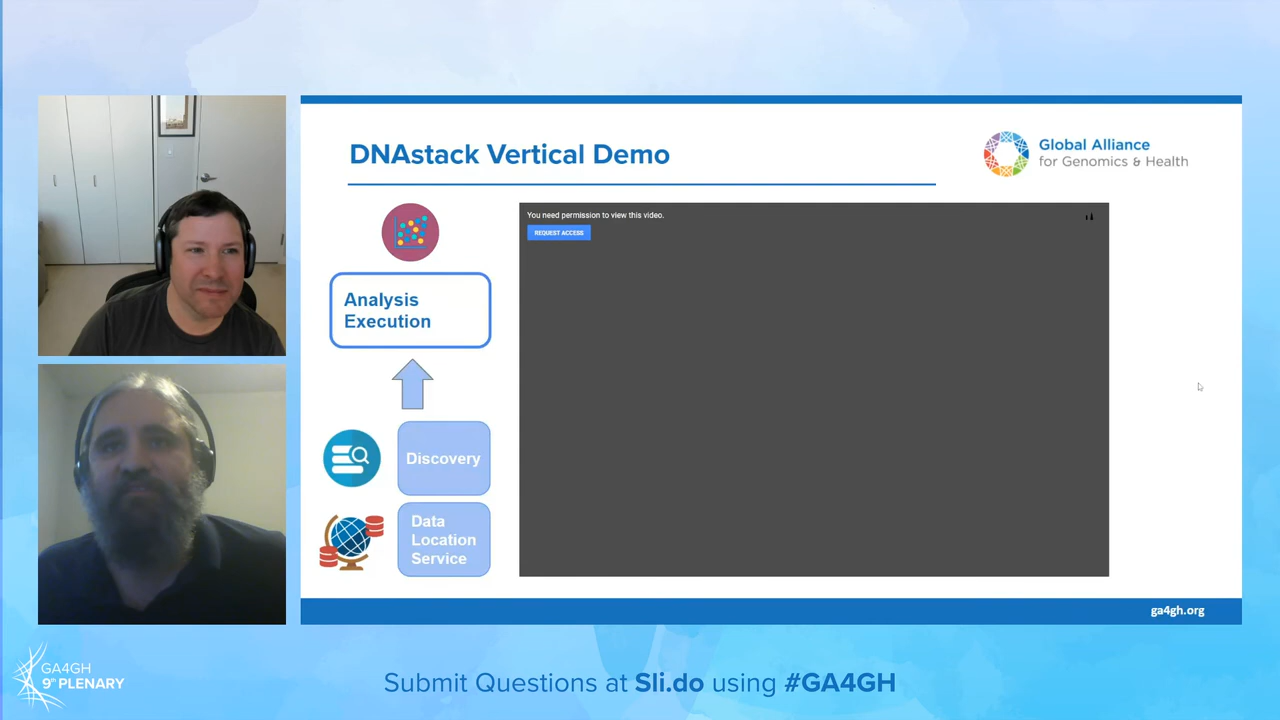 DNAstack Vertical Demo
Global Alliance
for Genomics & Health
You need permission to view this video.
REQUEST ACCESS
Analysis
Execution
Discovery
Data
Location
Service
ga4gh.org
GA4GH
9th PLENARY
Submit Questions at Sli.do using #GA4GH